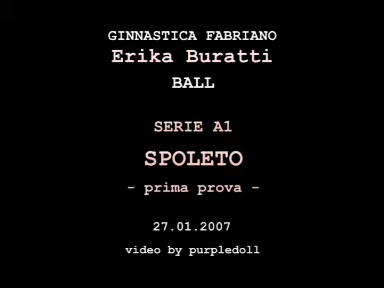 GINNASTICA FABRIANO
Erika Buratti
BALL
SERIE A1
SPOLETO
- prima prova -
27.01.2007
video by purpledoll